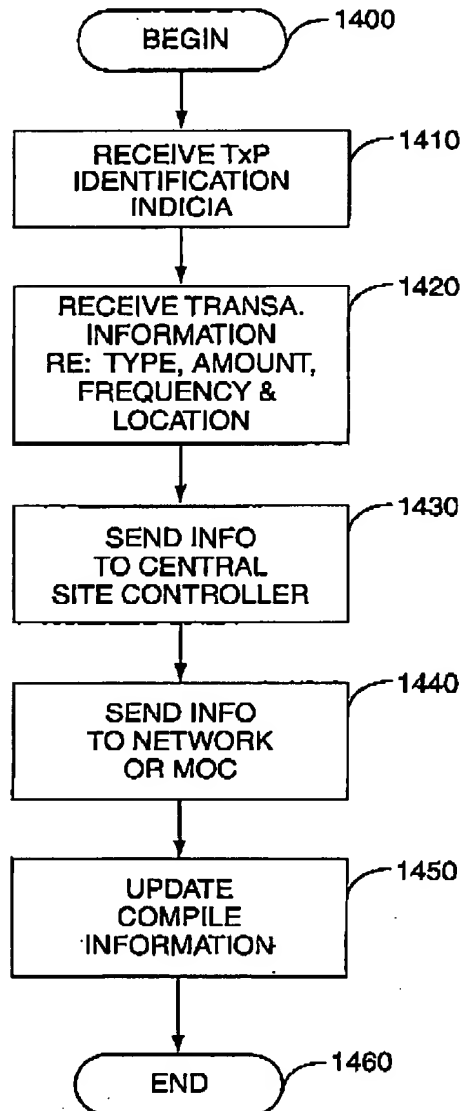 BEGIN
1400
1410
RECEIVE TxP
IDENTIFICATION
INDICIA
1420
RECEIVE TRANSA.
INFORMATION
RE: TYPE, AMOUNT,
FREQUENCY &
LOCATION
1430
SEND INFO
TO CENTRAL
SITE CONTROLLER
1440
SEND INFO
TO NETWORK
OR MOC
1450
UPDATE
COMPILE
INFORMATION
1460
END